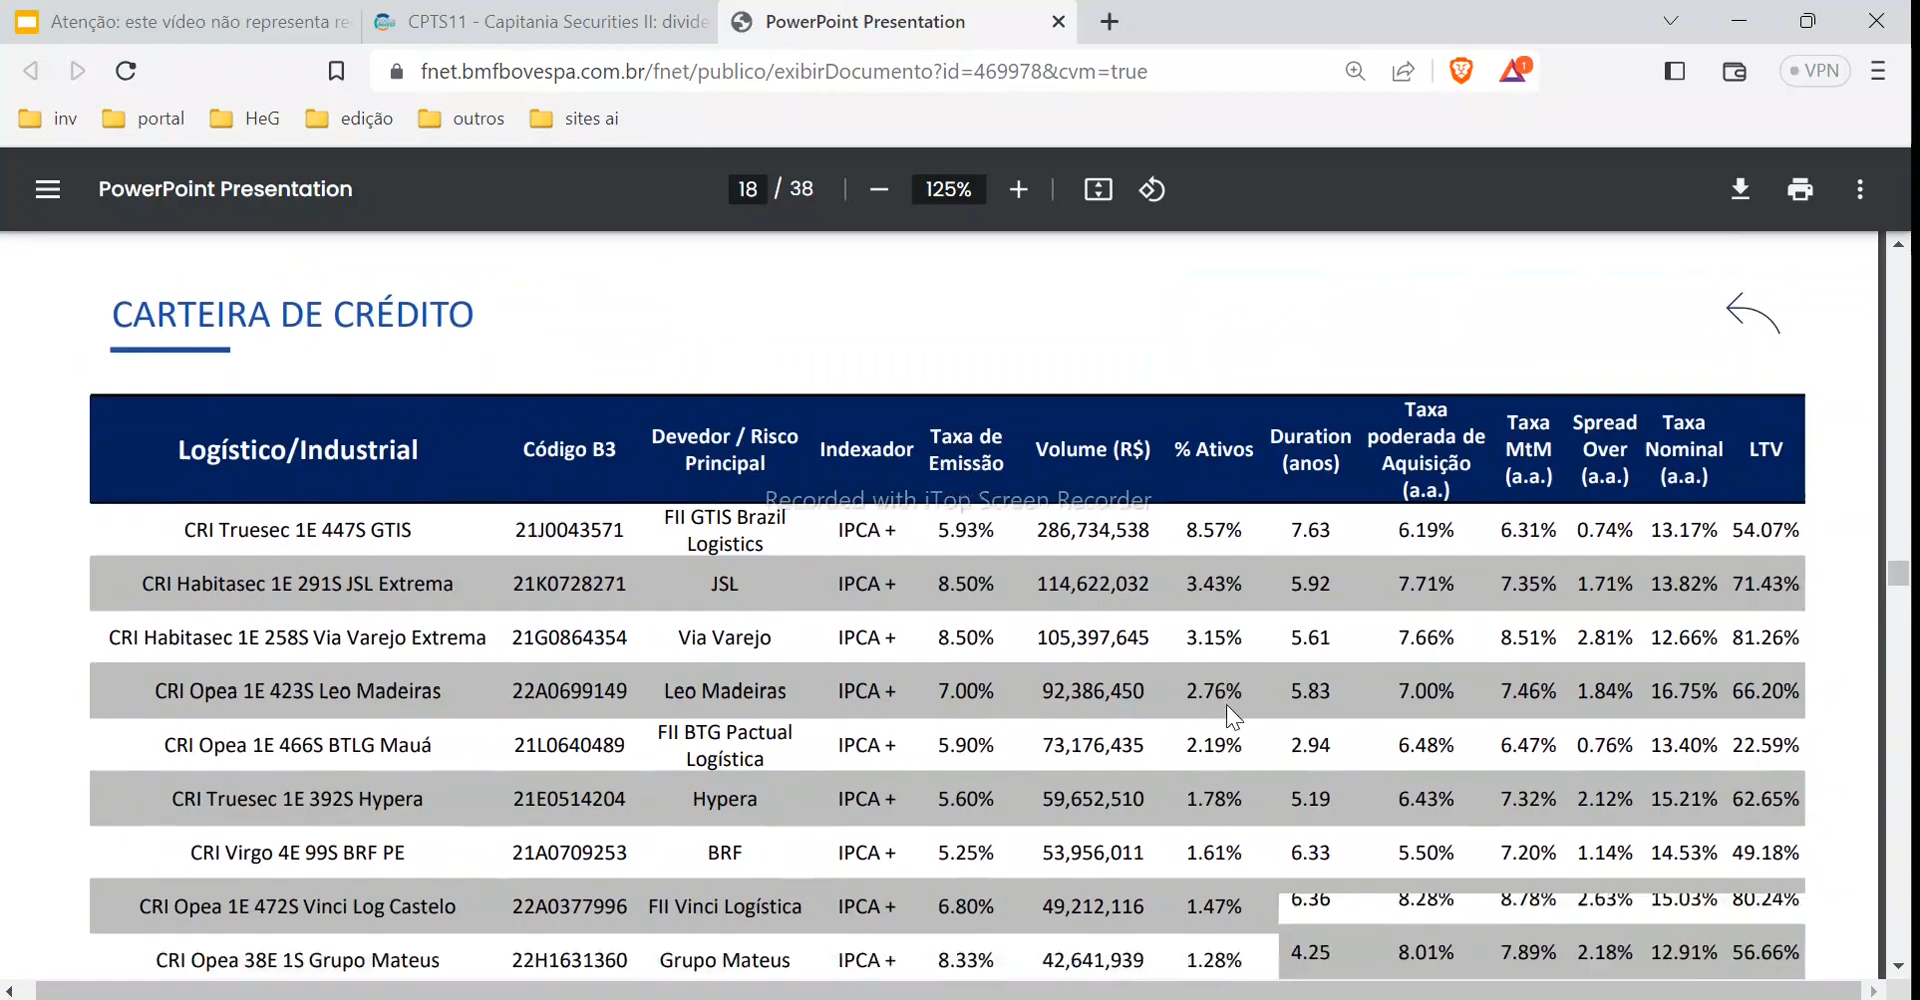 Atenção: este vídeo não representa re
CPTS11 - Capitania Securities II: divide
PowerPoint Presentation
fnet.bmfbovespa.com.br/fnet/publico/exibirDocumento?id=469978&cvm=true
1
VPN
inv portal HeG edição outros sites ai
PowerPoint Presentation 18 / 38 125%
CARTEIRA DE CRÉDITO
Logístico/Industrial Código B3 Devedor / Risco Principal Indexador Taxa de Emissão Volume (R$) % Ativos Duration (anos) Taxa poderada de Aquisição (a.a.) Taxa MtM (a.a.) Spread Over (a.a.) Taxa Nominal (a.a.) LTV
Recorded with iTop Screen Recorder
CRI Truesec 1E 447S GTIS 21J0043571 FII GTIS Brazil Logistics IPCA + 5.93% 286,734,538 8.57% 7.63 6.19% 6.31% 0.74% 13.17% 54.07%
CRI Habitasec 1E 291S JSL Extrema 21K0728271 JSL IPCA + 8.50% 114,622,032 3.43% 5.92 7.71% 7.35% 1.71% 13.82% 71.43%
CRI Habitasec 1E 258S Via Varejo Extrema 21G0864354 Via Varejo IPCA + 8.50% 105,397,645 3.15% 5.61 7.66% 8.51% 2.81% 12.66% 81.26%
CRI Opea 1E 423S Leo Madeiras 22A0699149 Leo Madeiras IPCA + 7.00% 92,386,450 2.76% 5.83 7.00% 7.46% 1.84% 16.75% 66.20%
CRI Opea 1E 466S BTLG Mauá 21L0640489 FII BTG Pactual Logística IPCA + 5.90% 73,176,435 2.19% 2.94 6.48% 6.47% 0.76% 13.40% 22.59%
CRI Truesec 1E 392S Hypera 21E0514204 Hypera IPCA + 5.60% 59,652,510 1.78% 5.19 6.43% 7.32% 2.12% 15.21% 62.65%
CRI Virgo 4E 99S BRF PE 21A0709253 BRF IPCA + 5.25% 53,956,011 1.61% 6.33 5.50% 7.20% 1.14% 14.53% 49.18%
CRI Opea 1E 472S Vinci Log Castelo 22A0377996 FII Vinci Logística IPCA + 6.80% 49,212,116 1.47% 6.36 8.28% 8.78% 2.63% 15.03% 80.24%
CRI Opea 38E 1S Grupo Mateus 22H1631360 Grupo Mateus IPCA + 8.33% 42,641,939 1.28% 4.25 8.01% 7.89% 2.18% 12.91% 56.66%